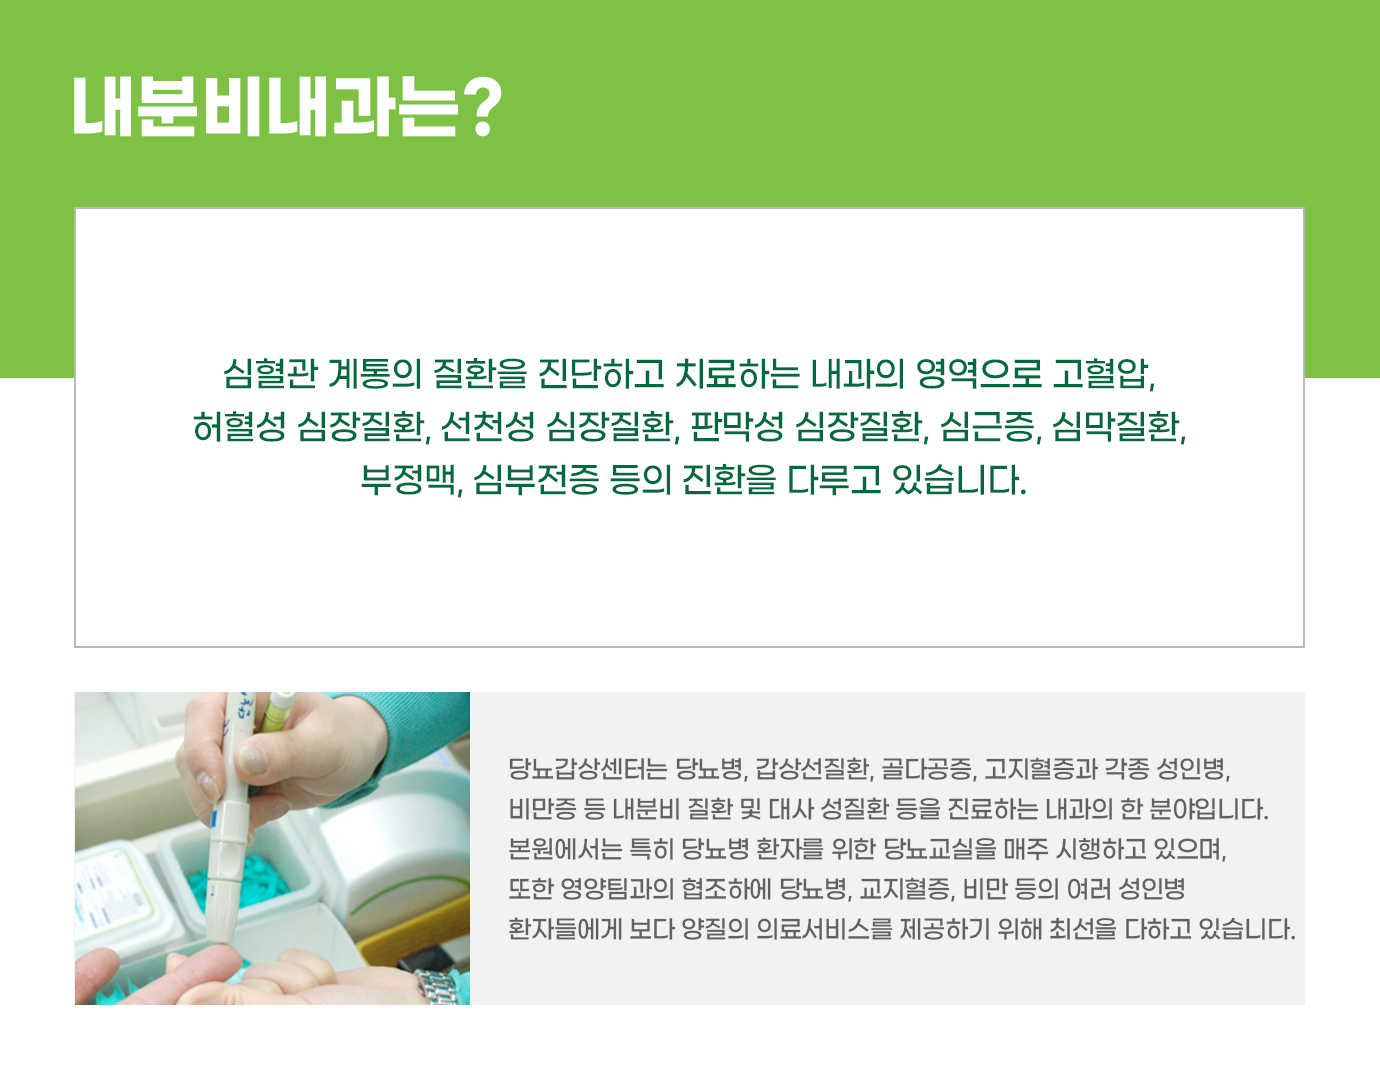 내분비내과는?
심혈관 계통의 질환을 진단하고 치료하는 내과의 영역으로 고혈압,
허혈성 심장질환, 선천성 심장질환, 판막성 심장질환, 심근증, 심막질환,
부정맥, 심부전증 등의 진환을 다루고 있습니다.
당뇨갑상센터는 당뇨병, 갑상선질환, 골다공증, 고지혈증과 각종 성인병,
비만증 등 내분비 질환 및 대사 성질환 등을 진료하는 내과의 한 분야입니다.
본원에서는 특히 당뇨병 환자를 위한 당뇨교실을 매주 시행하고 있으며,
또한 영양팀과의 협조하에 당뇨병, 교지혈증, 비만 등의 여러 성인병
환자들에게 보다 양질의 의료서비스를 제공하기 위해 최선을 다하고 있습니다.